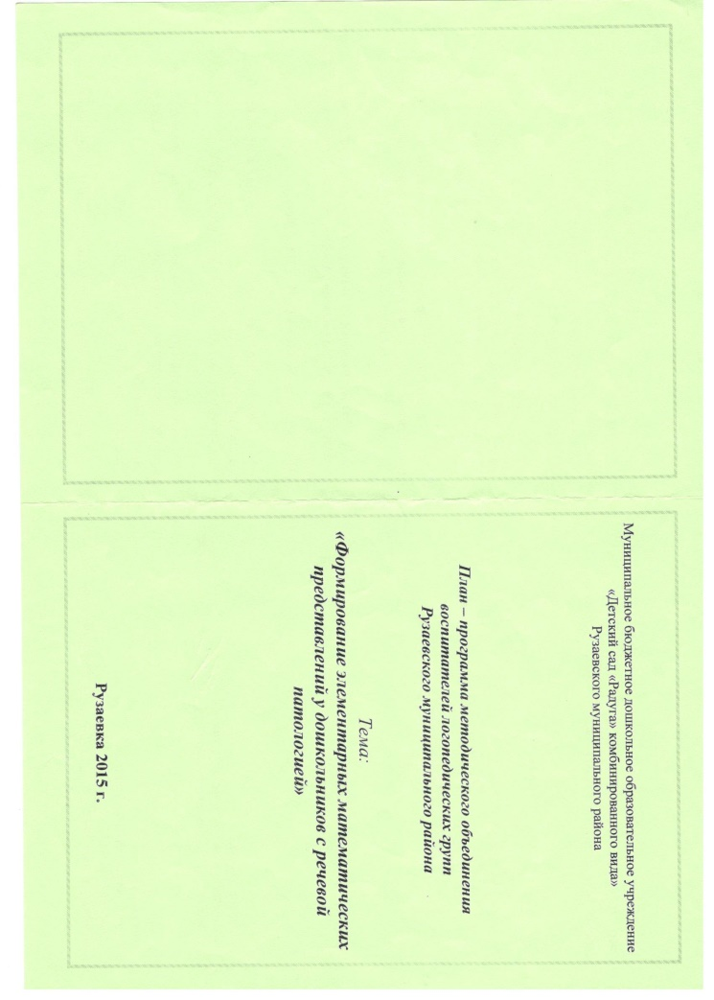 Муниципальное бюджетное дошкольное образовательное учреждение
«Детский сад «Радуга» комбинированного вида»
Рузаевского муниципального района
План – программа методического объединения
воспитателей логопедических групп
Рузаевского муниципального района
Тема:
«Формирование элементарных математических
представлений у дошкольников с речевой
патологией»
Рузаевка 2015 г.